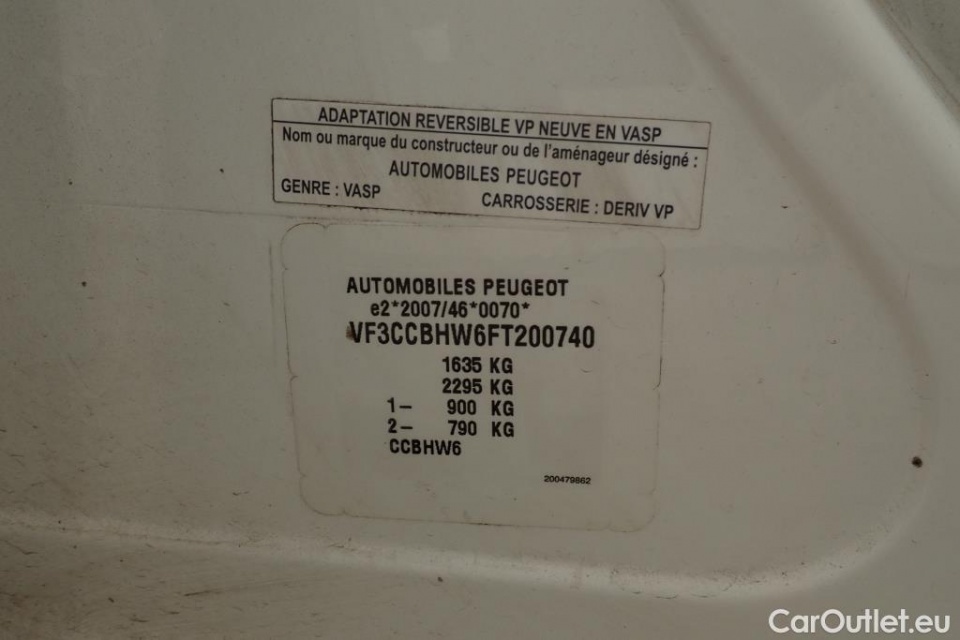 ADAPTATION REVERSIBLE VP NEUVE EN VASP
Nom ou marque du constructeur ou de l'aménageur désigné :
AUTOMOBILES PEUGEOT
GENRE : VASP CARROSSERIE : DERIV VP
AUTOMOBILES PEUGEOT
e2*2007/46*0070*
VF3CCBHW6FT200740
1635 KG
2295 KG
1- 900 KG
2- 790 KG
CCBHW6
200479862
CarOutlet.eu